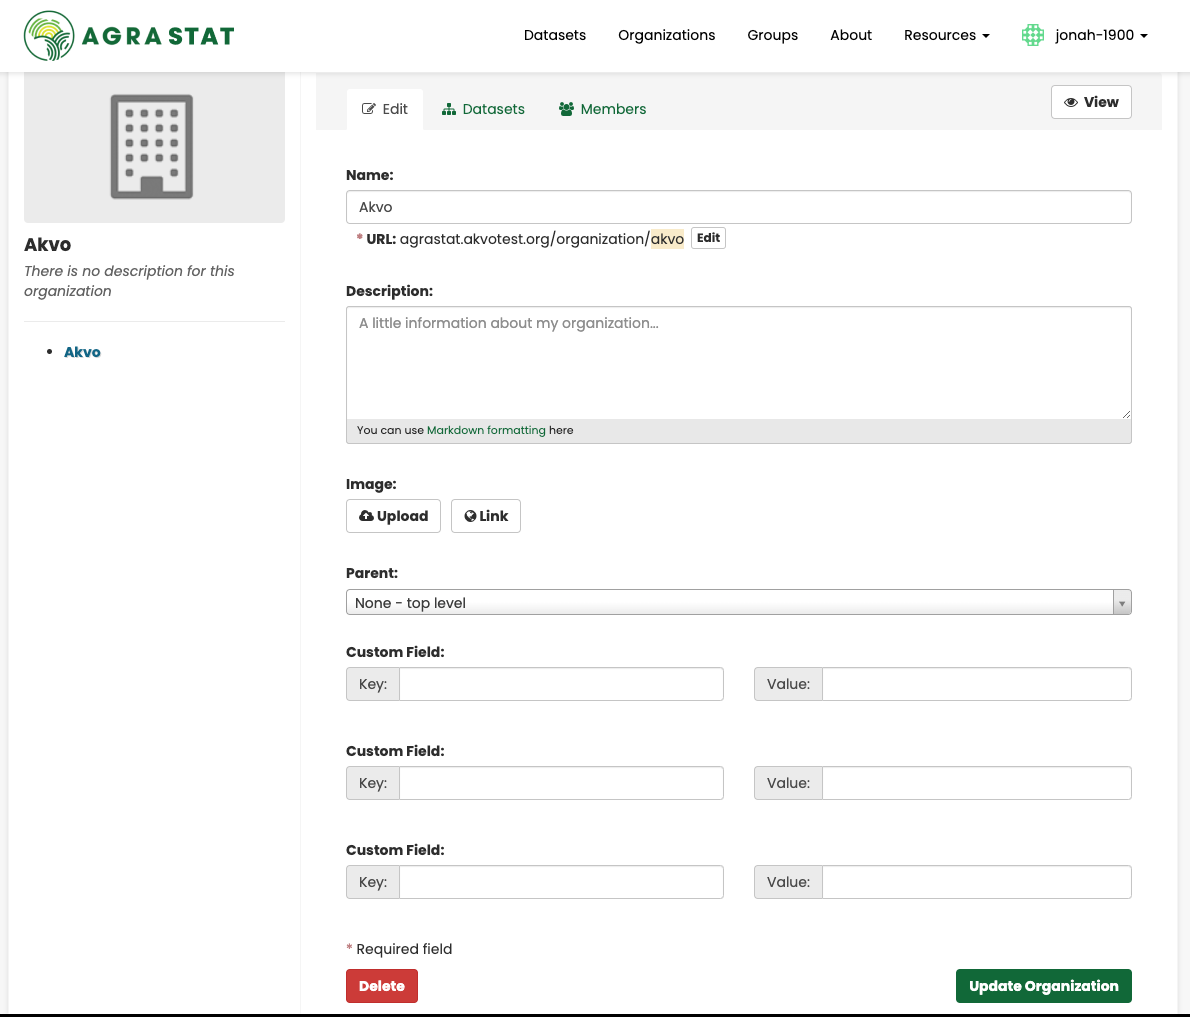 AGRA STAT
Datasets
Organizations
Groups
About
Resources
jonah-1900
Edit
Datasets
Members
View
Akvo
There is no description for this
organization
Akvo
Name:
Akvo
* URL: agrastat.akvotest.org/organization/akvo Edit
Description:
A little information about my organization...
You can use Markdown formatting here
Image:
Upload
Link
Parent:
None - top level
Custom Field:
Key:
Value:
Custom Field:
Key:
Value:
Custom Field:
Key:
Value:
* Required field
Delete
Update Organization